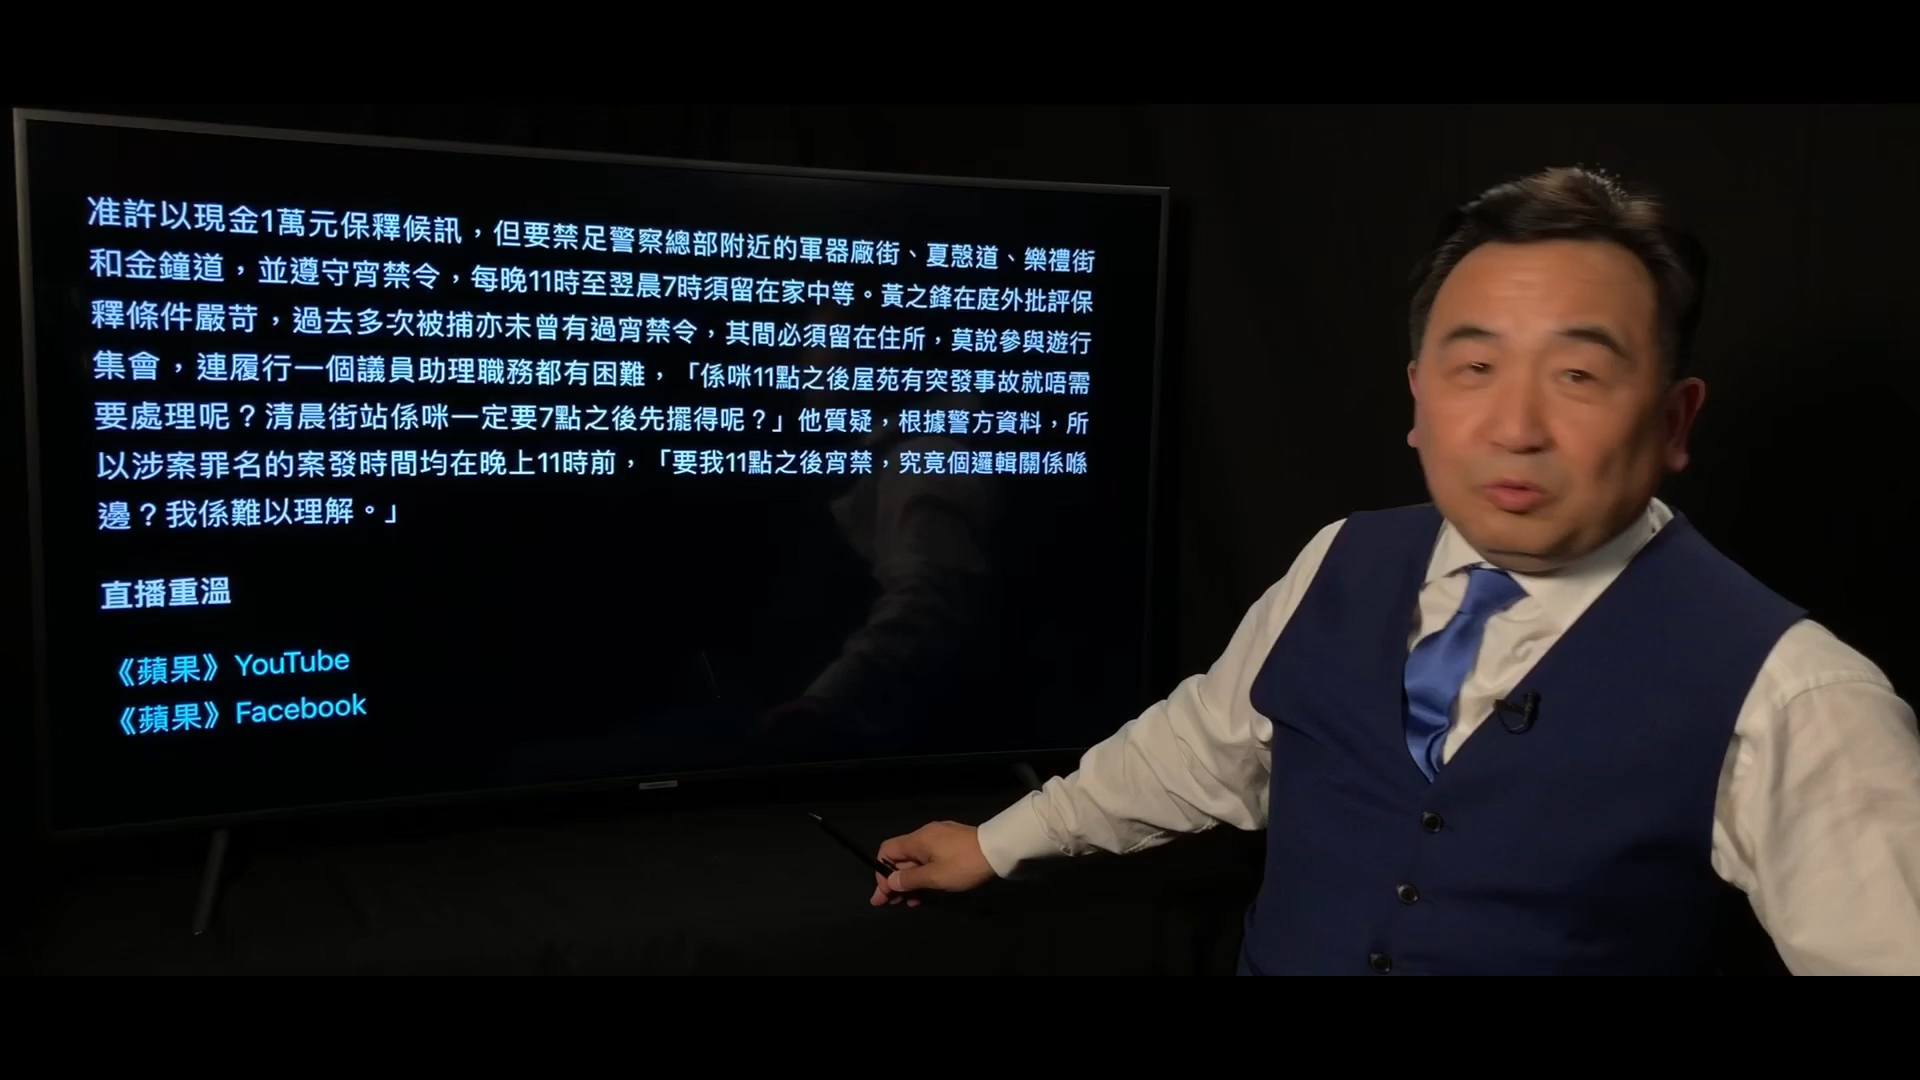 准許以現金1萬元保釋候訊，但要禁足警察總部附近的軍器廠街、夏慤道、樂禮街
和金鐘道，並遵守宵禁令，每晚11時至翌晨7時須留在家中等。黃之鋒在庭外批評保
釋條件嚴苛，過去多次被捕亦未曾有過宵禁令，其間必須留在住所，莫說參與遊行
集會，連履行一個議員助理職務都有困難，「係咪11點之後屋苑有突發事故就唔需
要處理呢？清晨街站係咪一定要7點之後先擺得呢？」他質疑，根據警方資料，所
以涉案罪名的案發時間均在晚上11時前，「要我11點之後宵禁，究竟個邏輯關係喺
邊？我係難以理解。」
直播重溫
《蘋果》YouTube
《蘋果》Facebook